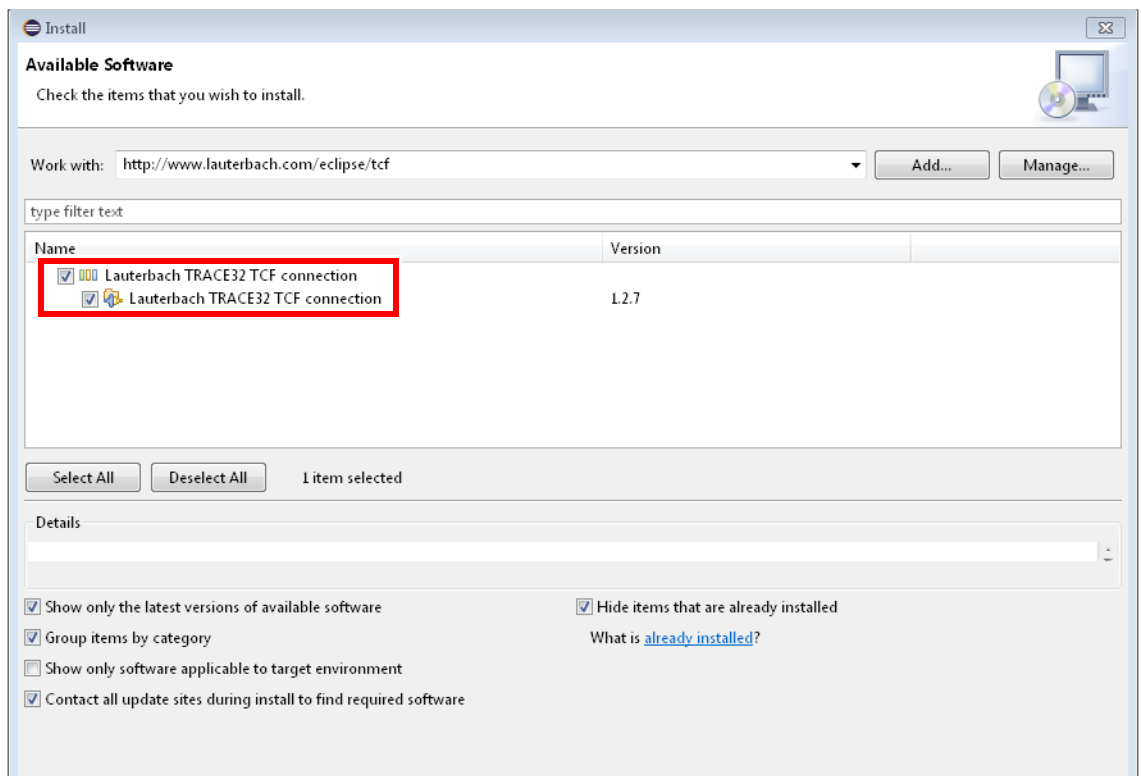 Install
Available Software
Check the items that you wish to install.
Work with: http://www.lauterbach.com/eclipse/tcf Add... Manage...
type filter text
Name Version
Lauterbach TRACE32 TCF connection
Lauterbach TRACE32 TCF connection 1.2.7
Select All Deselect All 1 item selected
Details
Show only the latest versions of available software Hide items that are already installed
Group items by category What is already installed?
Show only software applicable to target environment
Contact all update sites during install to find required software